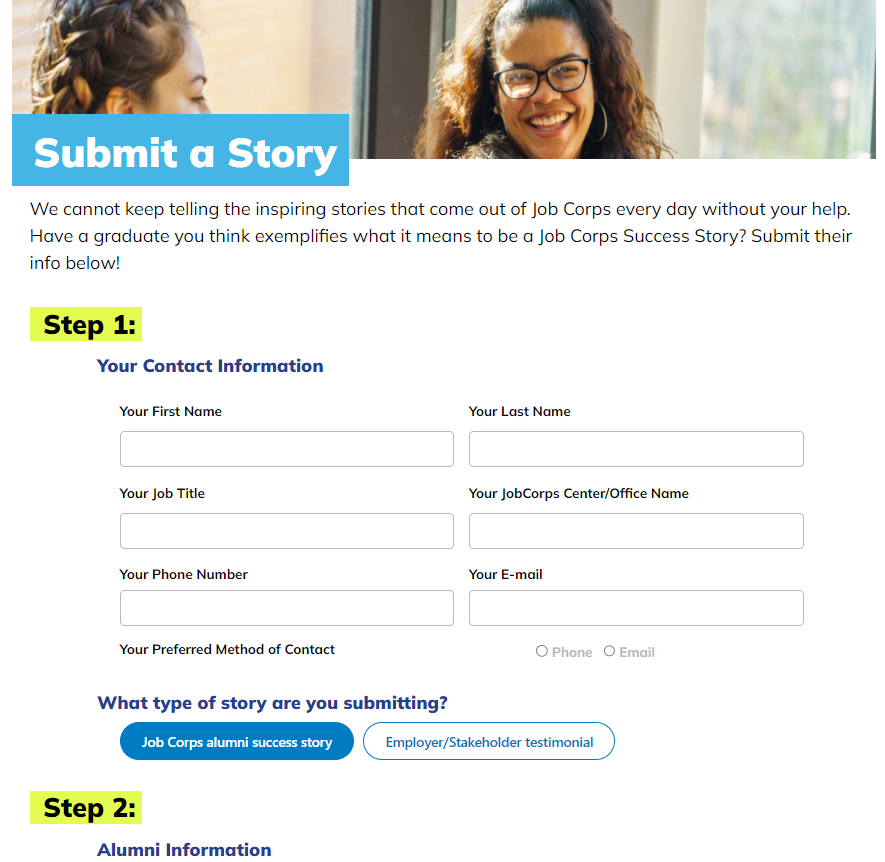 Submit a Story
We cannot keep telling the inspiring stories that come out of Job Corps every day without your help.
Have a graduate you think exemplifies what it means to be a Job Corps Success Story? Submit their
info below!
Step 1:
Your Contact Information
Your First Name
Your Last Name
Your Job Title
Your JobCorps Center/Office Name
Your Phone Number
Your E-mail
Your Preferred Method of Contact
Phone
Email
What type of story are you submitting?
Job Corps alumni success story
Employer/Stakeholder testimonial
Step 2:
Alumni Information